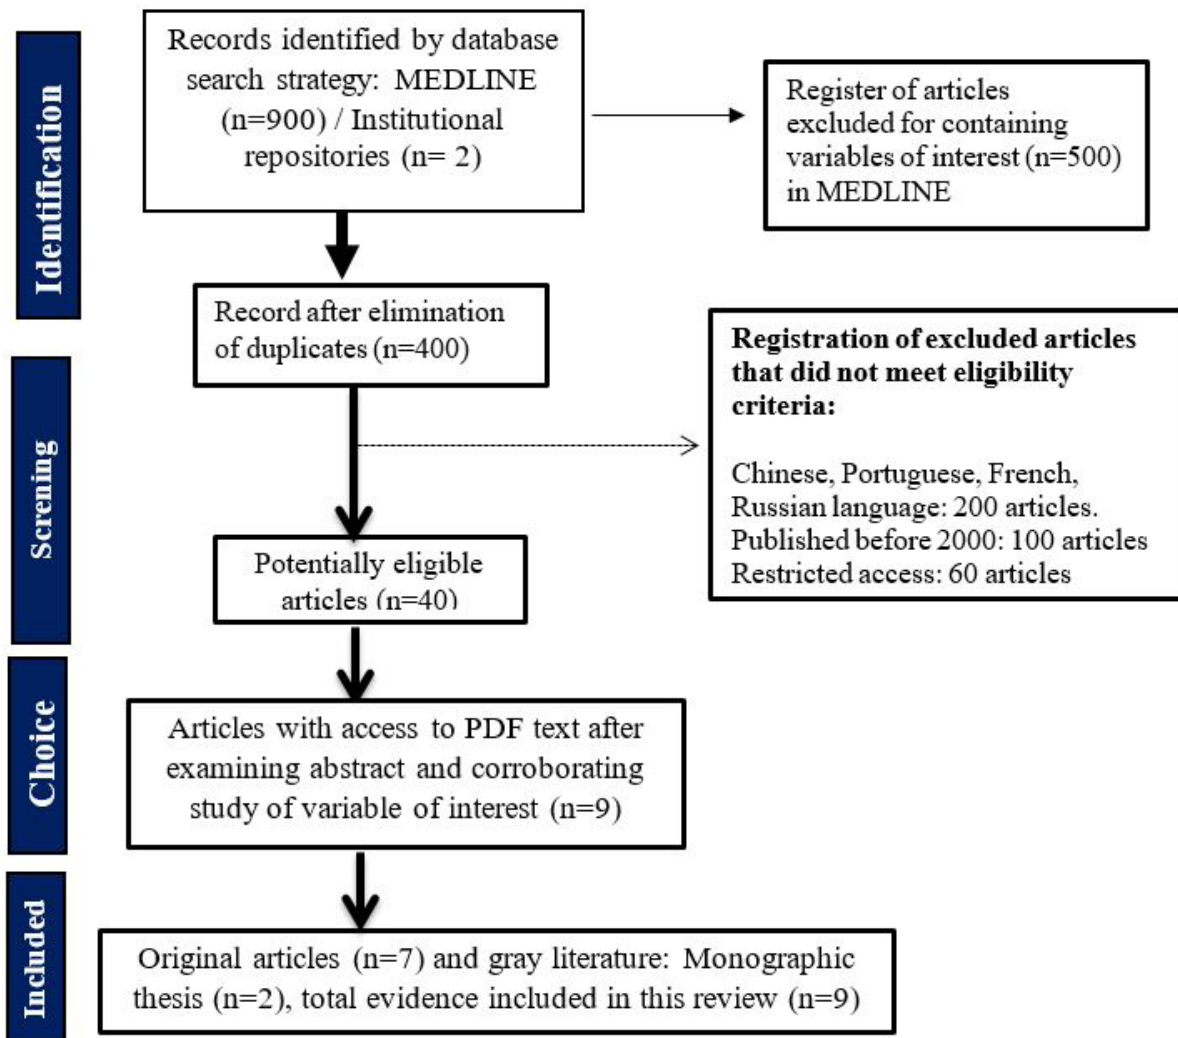 Identification
Records identified by database
search strategy: MEDLINE
(n=900) / Institutional
repositories (n= 2)
Register of articles
excluded for containing
variables of interest (n=500)
in MEDLINE
Record after elimination
of duplicates (n=400)
Screning
Registration of excluded articles
that did not meet eligibility
criteria:
Chinese, Portuguese, French,
Russian language: 200 articles.
Published before 2000: 100 articles
Restricted access: 60 articles
Potentially eligible
articles (n=40)
Choice
Articles with access to PDF text after
examining abstract and corroborating
study of variable of interest (n=9)
Included
Original articles (n=7) and gray literature: Monographic
thesis (n=2), total evidence included in this review (n=9)